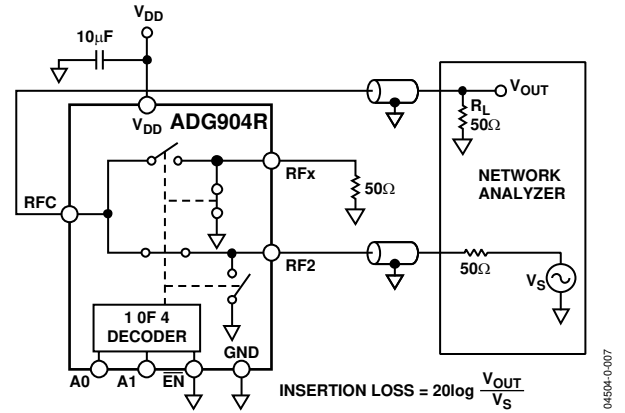 VDD
10μF
VDD
ADG904R
RFC
RFx
50Ω
RF2
VOUT
RL
50Ω
NETWORK
ANALYZER
50Ω
VS
1 0F 4
DECODER
A0
A1
EN
GND
INSERTION LOSS = 20log VOUT
VS
04504-0-007